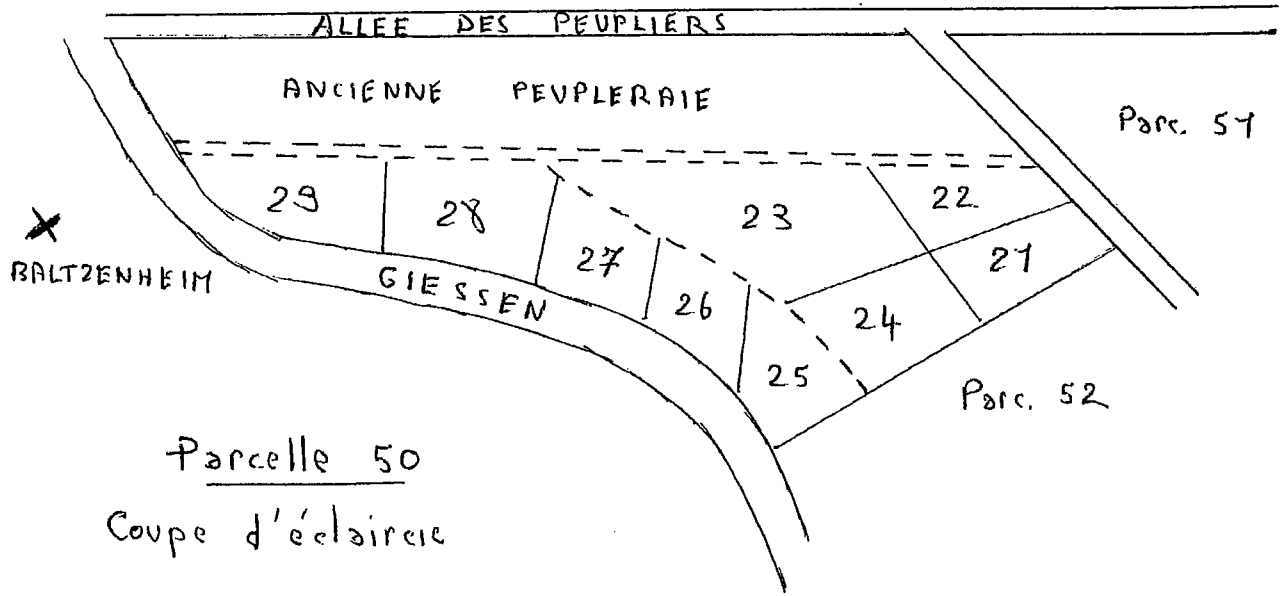 ALLEE DES PEUPLIERS
ANCIENNE PEUPLERAIE
Parc. 51
29
28
27
26
25
23
22
24
21
BALTZENHEIM
GIESSEN
Parc. 52
Parcelle 50
Coupe d'éclaircie